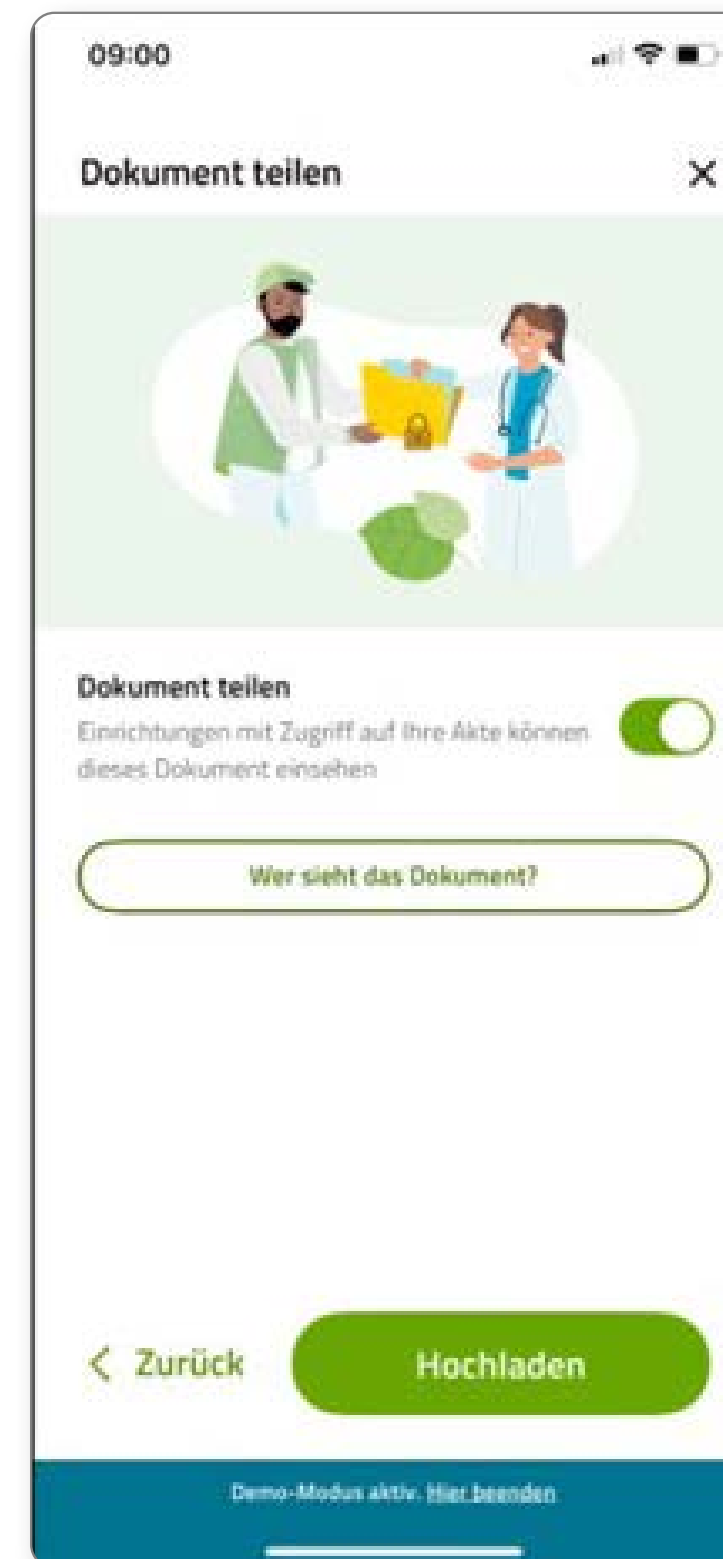 09:00
Dokument teilen
Dokument teilen
Einrichtungen mit Zugriff auf Ihre Akte können
dieses Dokument einsehen
Wer sieht das Dokument?
Zurück
Hochladen
Demo-Modus aktiv. Hier beenden